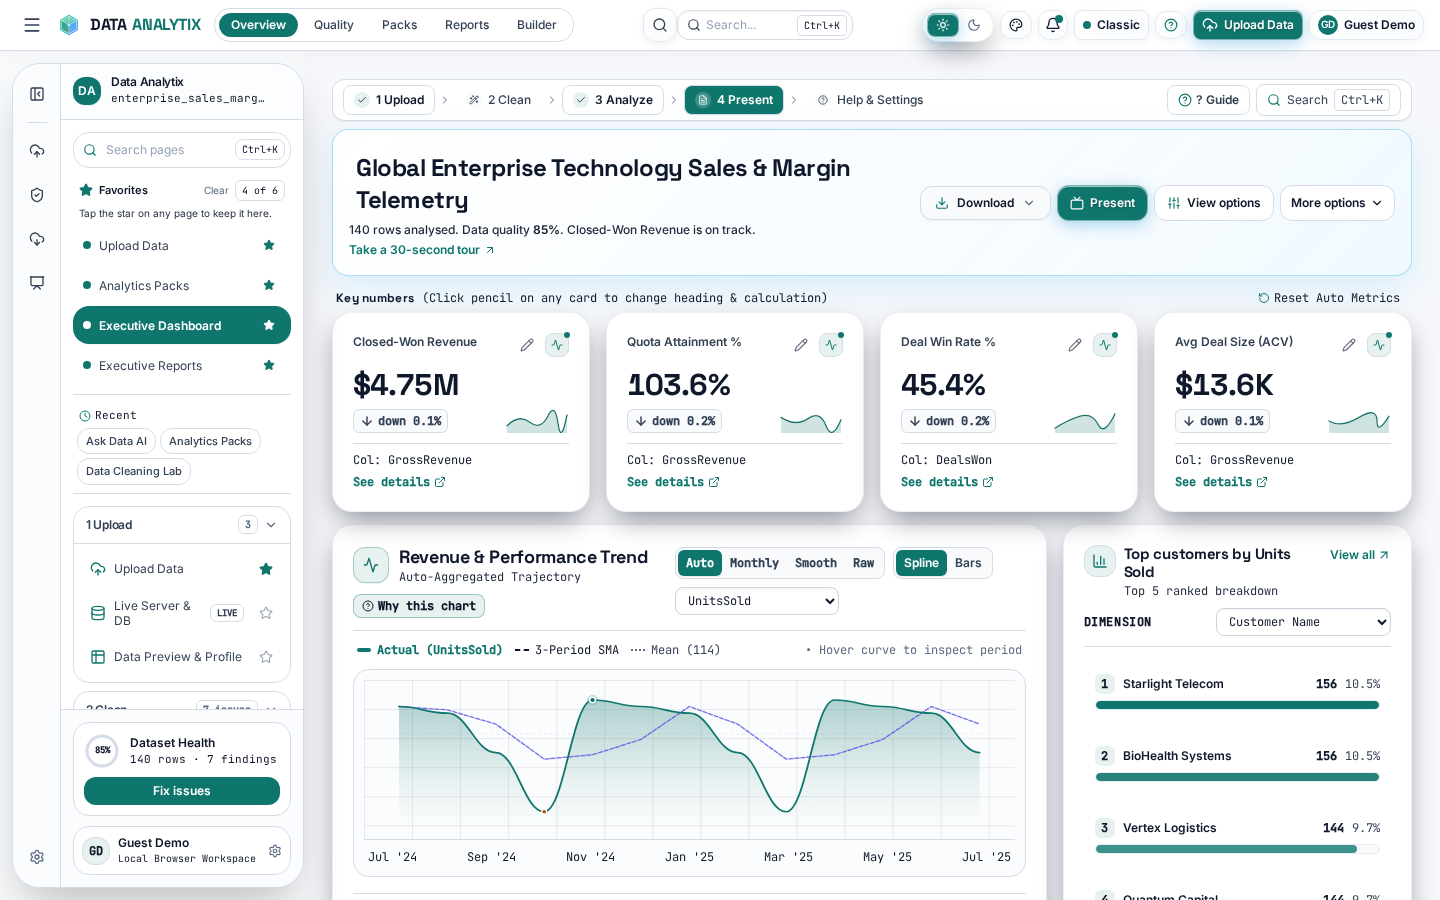 DATA ANALYTIX
Overview
Quality
Packs
Reports
Builder
Search...
Ctrl+K
Classic
Upload Data
GD
Guest Demo
DA
Data Analytix
enterprise_sales_marg…
Search pages
Ctrl+K
Favorites
Clear
4 of 6
Tap the star on any page to keep it here.
Upload Data
Analytics Packs
Executive Dashboard
Executive Reports
Recent
Ask Data AI
Analytics Packs
Data Cleaning Lab
1 Upload
3
Upload Data
Live Server & DB
LIVE
Data Preview & Profile
2 Clean
7 issues
85%
Dataset Health
140 rows · 7 findings
Fix issues
GD
Guest Demo
Local Browser Workspace
1 Upload
2 Clean
3 Analyze
4 Present
Help & Settings
? Guide
Search
Ctrl+K
Global Enterprise Technology Sales & Margin
Telemetry
140 rows analysed. Data quality 85%. Closed-Won Revenue is on track.
Take a 30-second tour
Download
Present
View options
More options
Key numbers (Click pencil on any card to change heading & calculation)
Reset Auto Metrics
Closed-Won Revenue
$4.75M
↓ down 0.1%
Col: GrossRevenue
See details
Quota Attainment %
103.6%
↓ down 0.2%
Col: GrossRevenue
See details
Deal Win Rate %
45.4%
↓ down 0.2%
Col: DealsWon
See details
Avg Deal Size (ACV)
$13.6K
↓ down 0.1%
Col: GrossRevenue
See details
Revenue & Performance Trend
Auto-Aggregated Trajectory
Why this chart
Auto
Monthly
Smooth
Raw
Spline
Bars
UnitsSold
Actual (UnitsSold)
3-Period SMA
Mean (114)
• Hover curve to inspect period
Jul '24
Sep '24
Nov '24
Jan '25
Mar '25
May '25
Jul '25
Top customers by Units
Sold
View all
Top 5 ranked breakdown
DIMENSION
Customer Name
1 Starlight Telecom 156 10.5%
2 BioHealth Systems 156 10.5%
3 Vertex Logistics 144 9.7%
4 Quantum Capital 144 9.7%